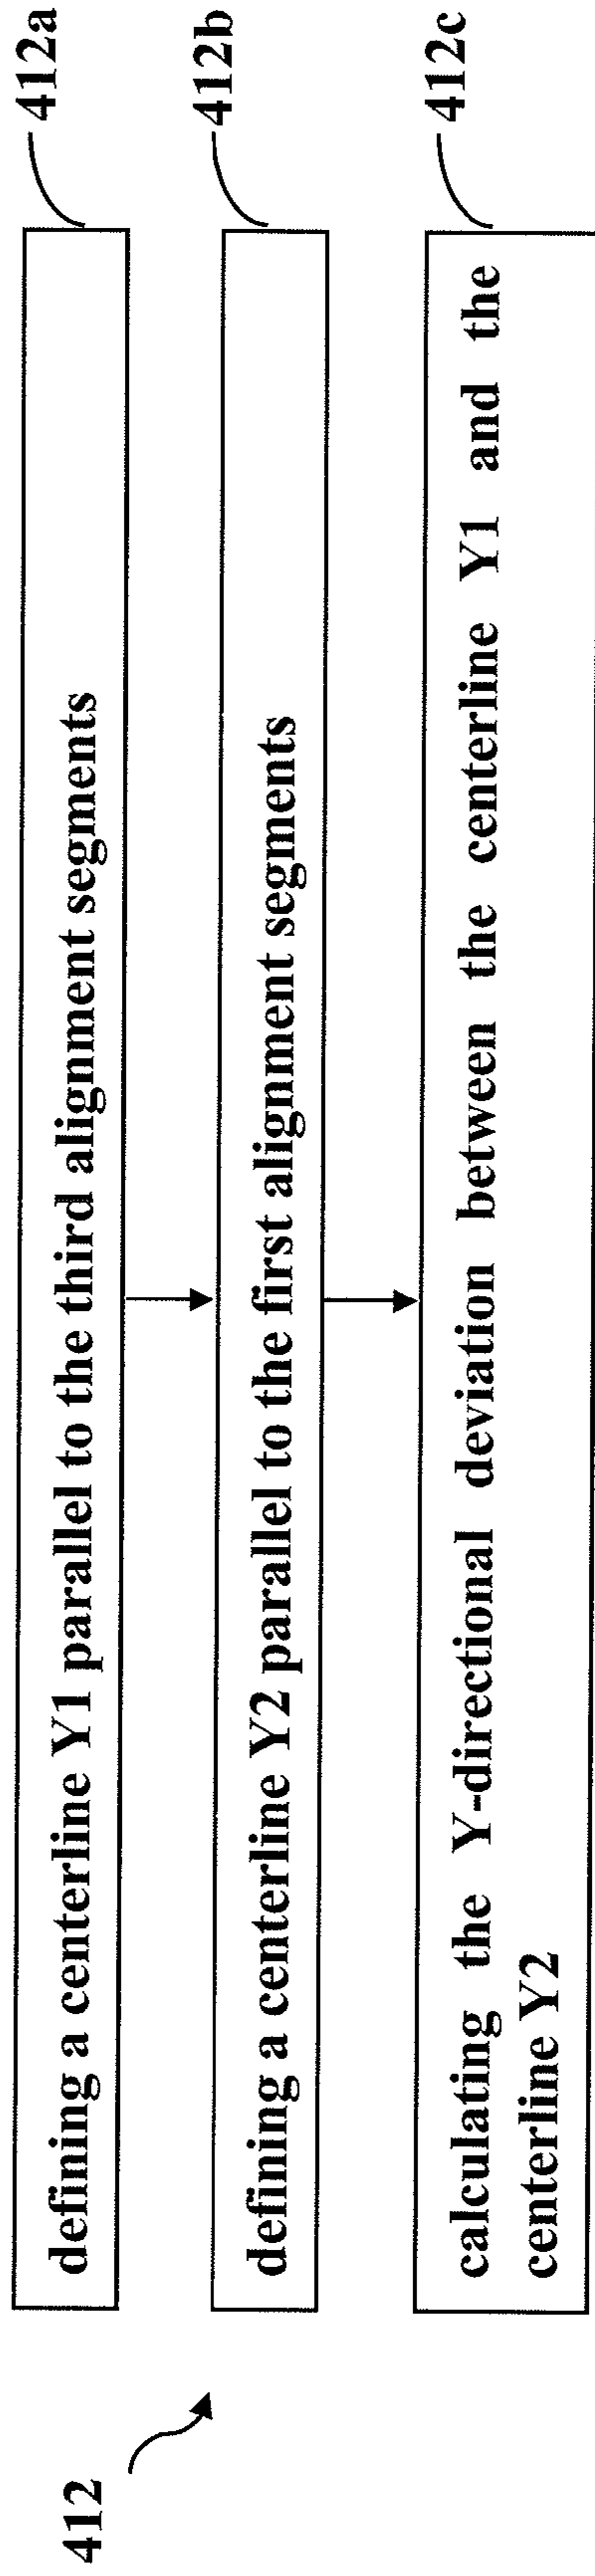 412
defining a centerline Y1 parallel to the third alignment segments
412a
defining a centerline Y2 parallel to the first alignment segments
412b
calculating the Y-directional deviation between the centerline Y1 and the
centerline Y2
412c